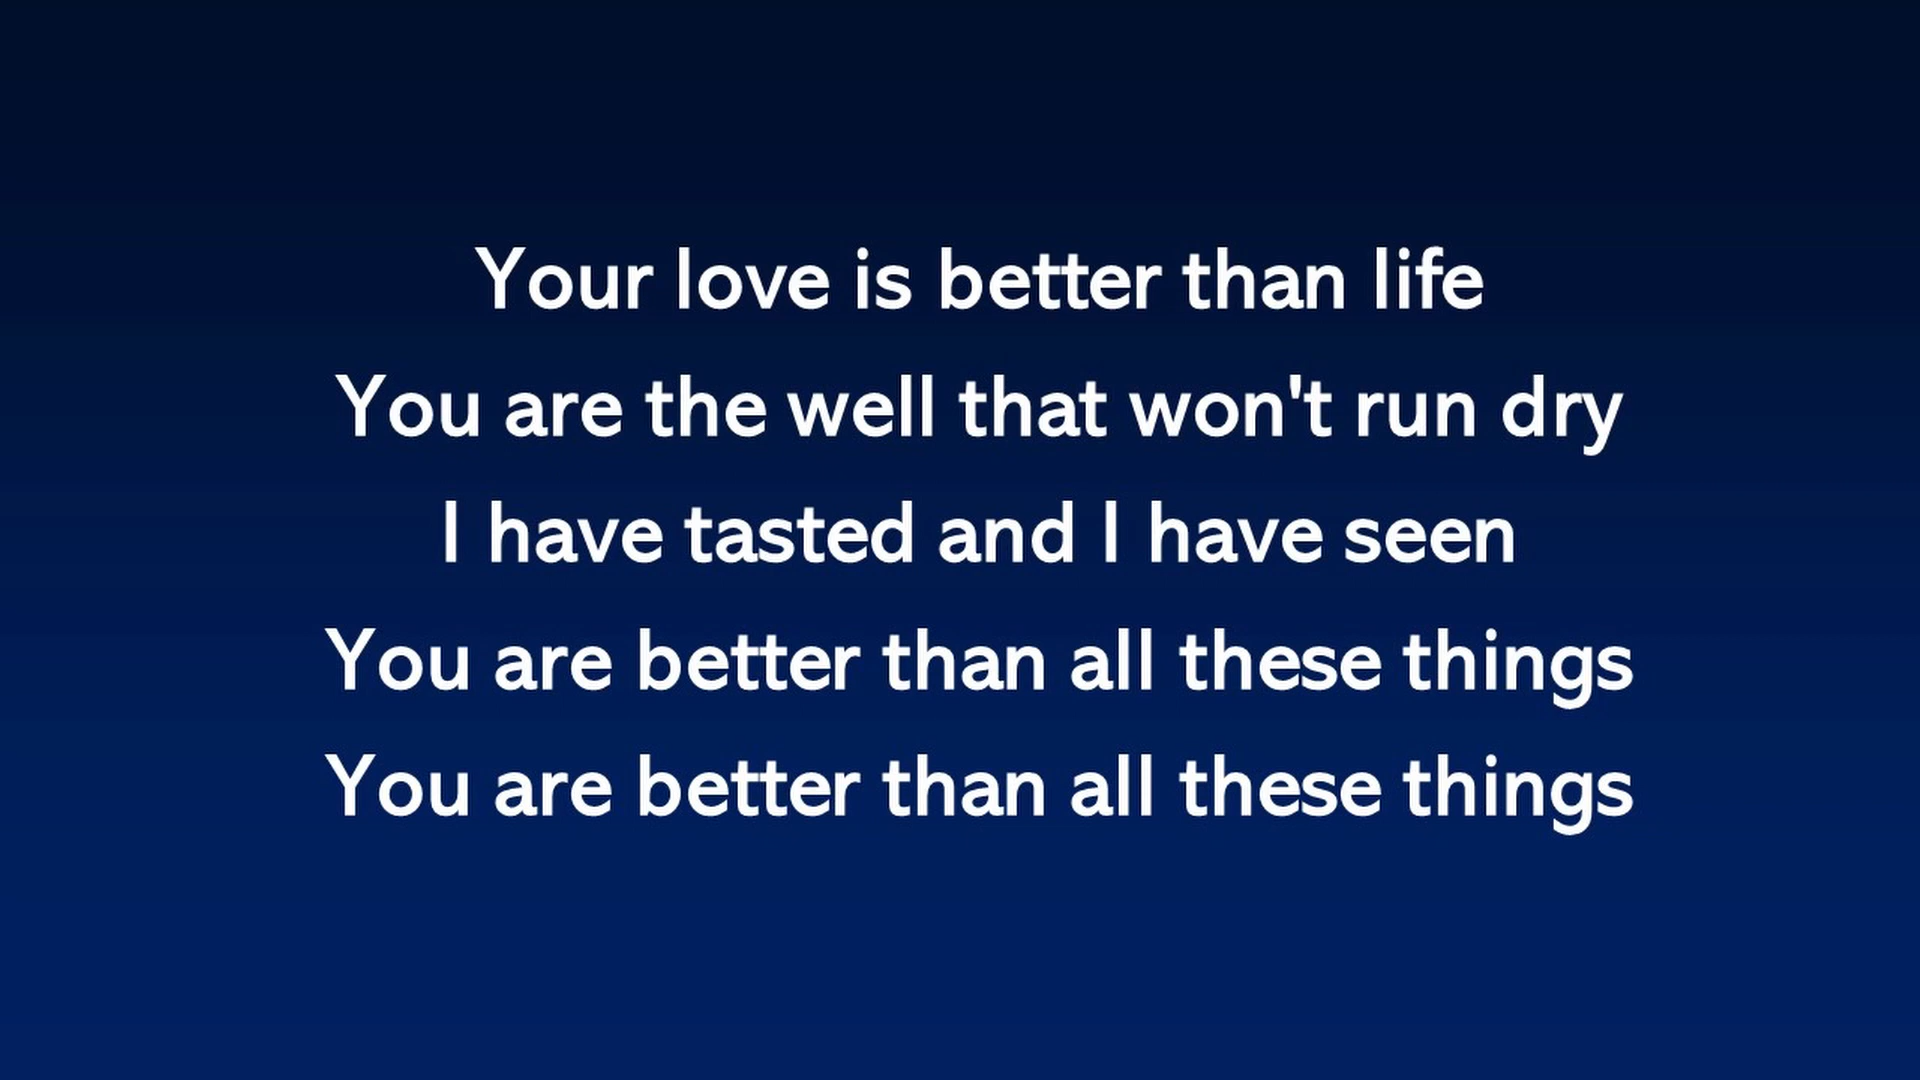 Your love is better than life
You are the well that won't run dry
I have tasted and I have seen
You are better than all these things
You are better than all these things